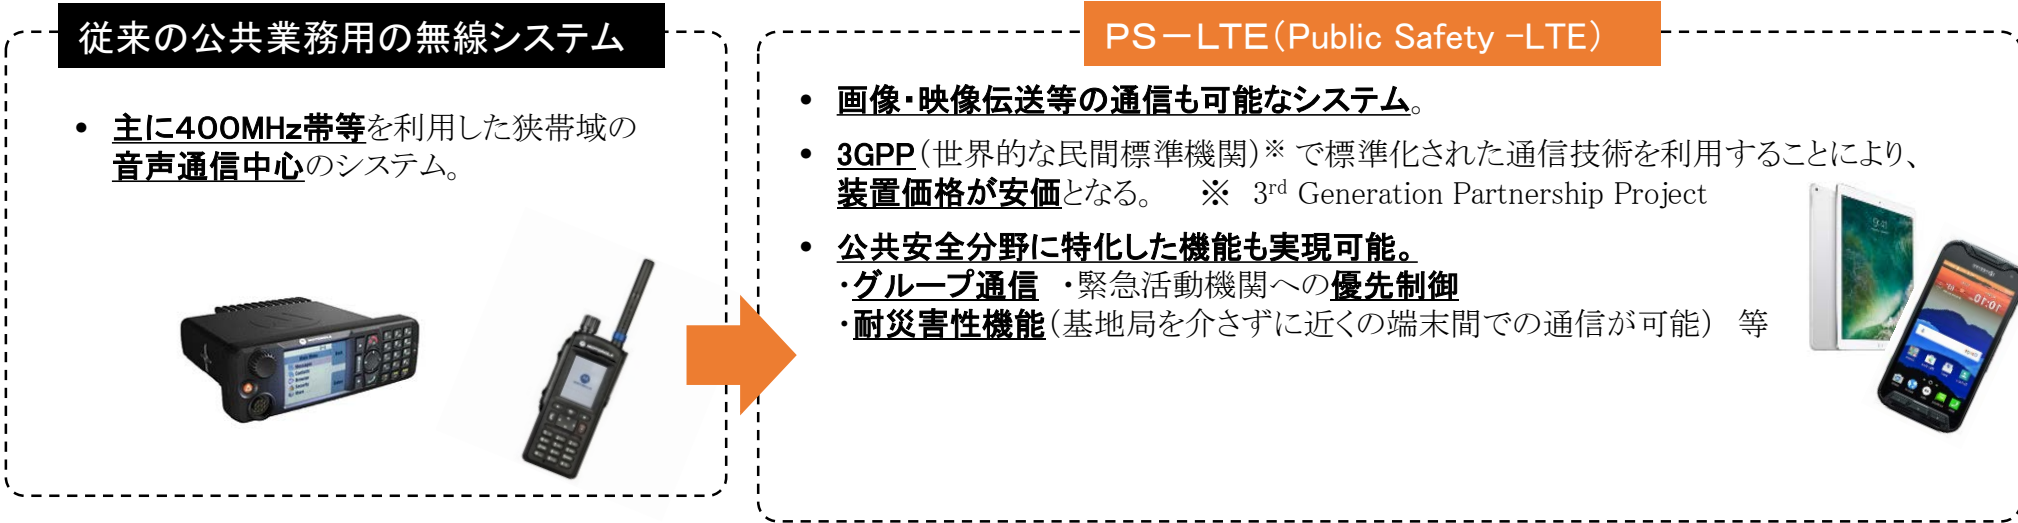 従来の公共業務用の無線システム
• 主に400MHz帯等を利用した狭帯域の
音声通信中心のシステム。
PS－LTE(Public Safety -LTE)
• 画像・映像伝送等の通信も可能なシステム。
• 3GPP(世界的な民間標準機関)※ で標準化された通信技術を利用することにより、
装置価格が安価となる。 ※ 3rd Generation Partnership Project
• 公共安全分野に特化した機能も実現可能。
・グループ通信 ・緊急活動機関への優先制御
・耐災害性機能(基地局を介さずに近くの端末間での通信が可能) 等